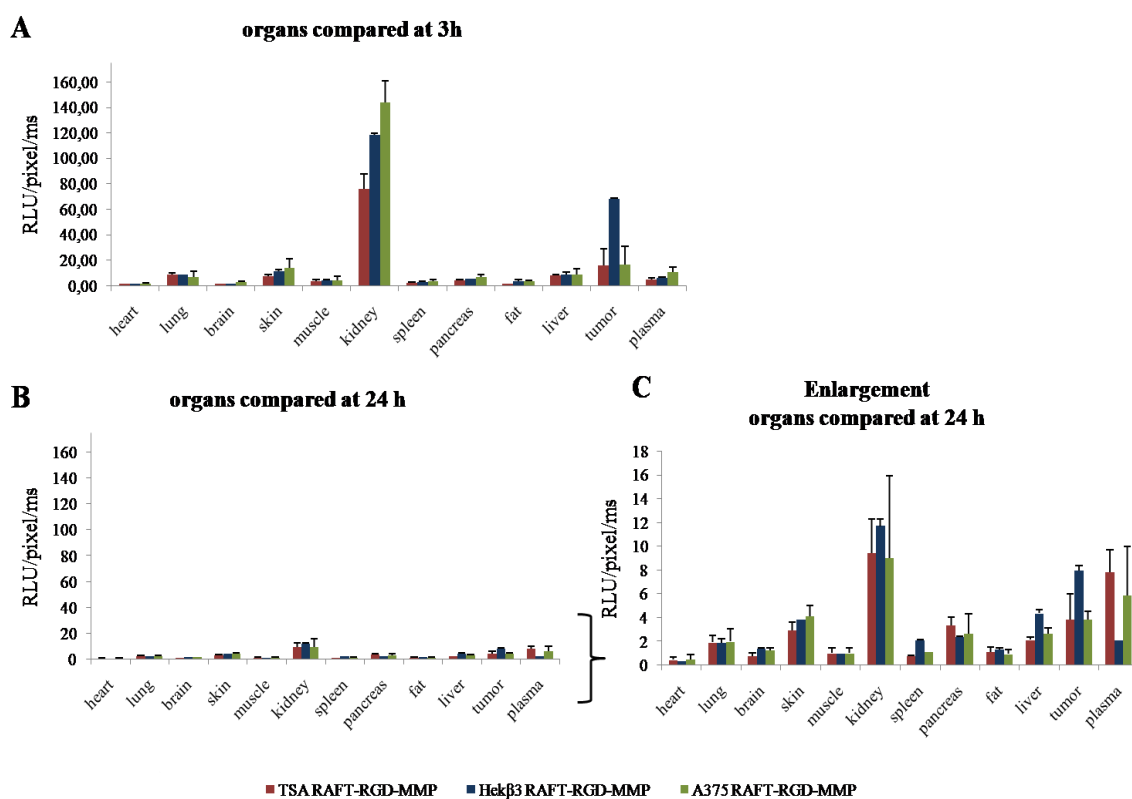 A
organs compared at 3h
RLU/pixel/ms
160,00
140,00
120,00
100,00
80,00
60,00
40,00
20,00
0,00
heart
lung
brain
skin
muscle
kidney
spleen
pancreas
fat
liver
tumor
plasma
B
organs compared at 24 h
RLU/pixel/ms
160
140
120
100
80
60
40
20
0
heart
lung
brain
skin
muscle
kidney
spleen
pancreas
fat
liver
tumor
plasma
C
Enlargement
organs compared at 24 h
RLU/pixel/ms
18
16
14
12
10
8
6
4
2
0
heart
lung
brain
skin
muscle
kidney
spleen
pancreas
fat
liver
tumor
plasma
TSA RAFT-RGD-MMP
Hekβ3 RAFT-RGD-MMP
A375 RAFT-RGD-MMP